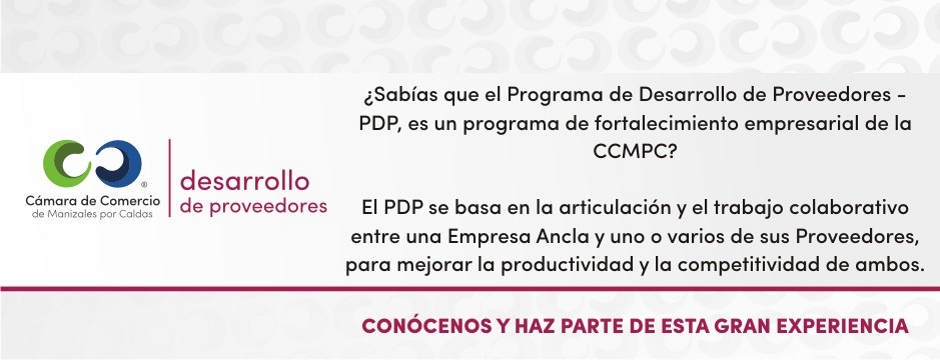 Cámara de Comercio
de Manizales por Caldas
®
desarrollo
de proveedores
¿Sabías que el Programa de Desarrollo de Proveedores -
PDP, es un programa de fortalecimiento empresarial de la
CCMPC?
El PDP se basa en la articulación y el trabajo colaborativo
entre una Empresa Ancla y uno o varios de sus Proveedores,
para mejorar la productividad y la competitividad de ambos.
CONÓCENOS Y HAZ PARTE DE ESTA GRAN EXPERIENCIA